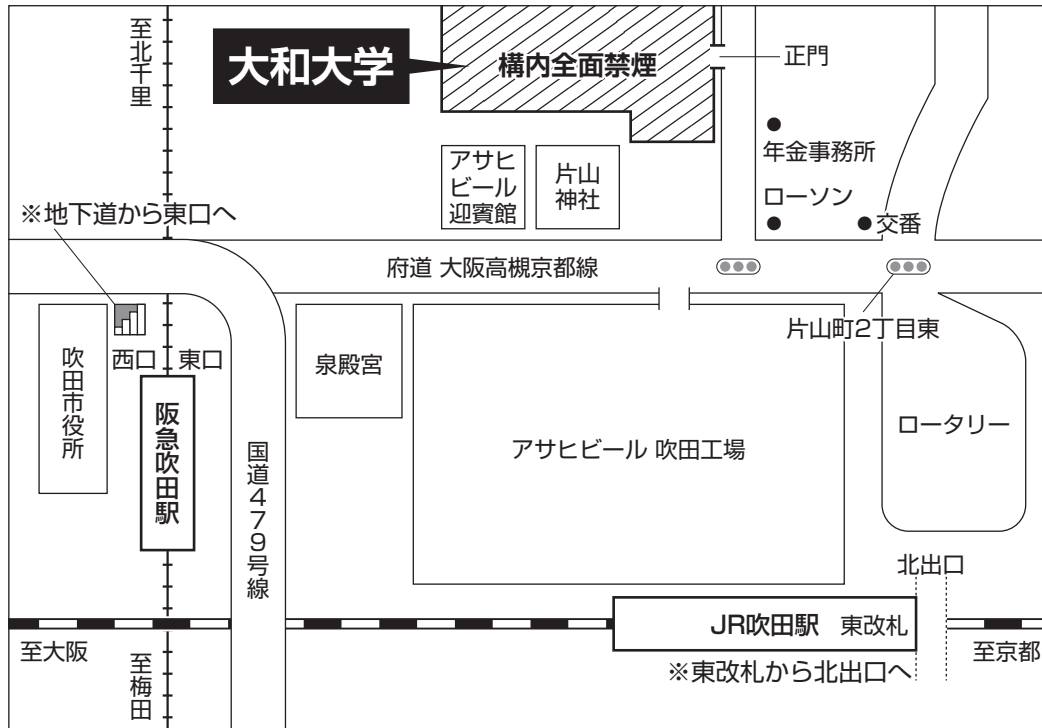 至北千里
大和大学
構内全面禁煙
正門
年金事務所
ローソン
交番
アサヒ
ビール
迎賓館
片山
神社
※地下道から東口へ
府道 大阪高槻京都線
片山町2丁目東
吹田市役所
西口
東口
阪急吹田駅
国道479号線
泉殿宮
アサヒビール 吹田工場
ロータリー
北出口
JR吹田駅 東改札
至大阪
至梅田
至京都
※東改札から北出口へ